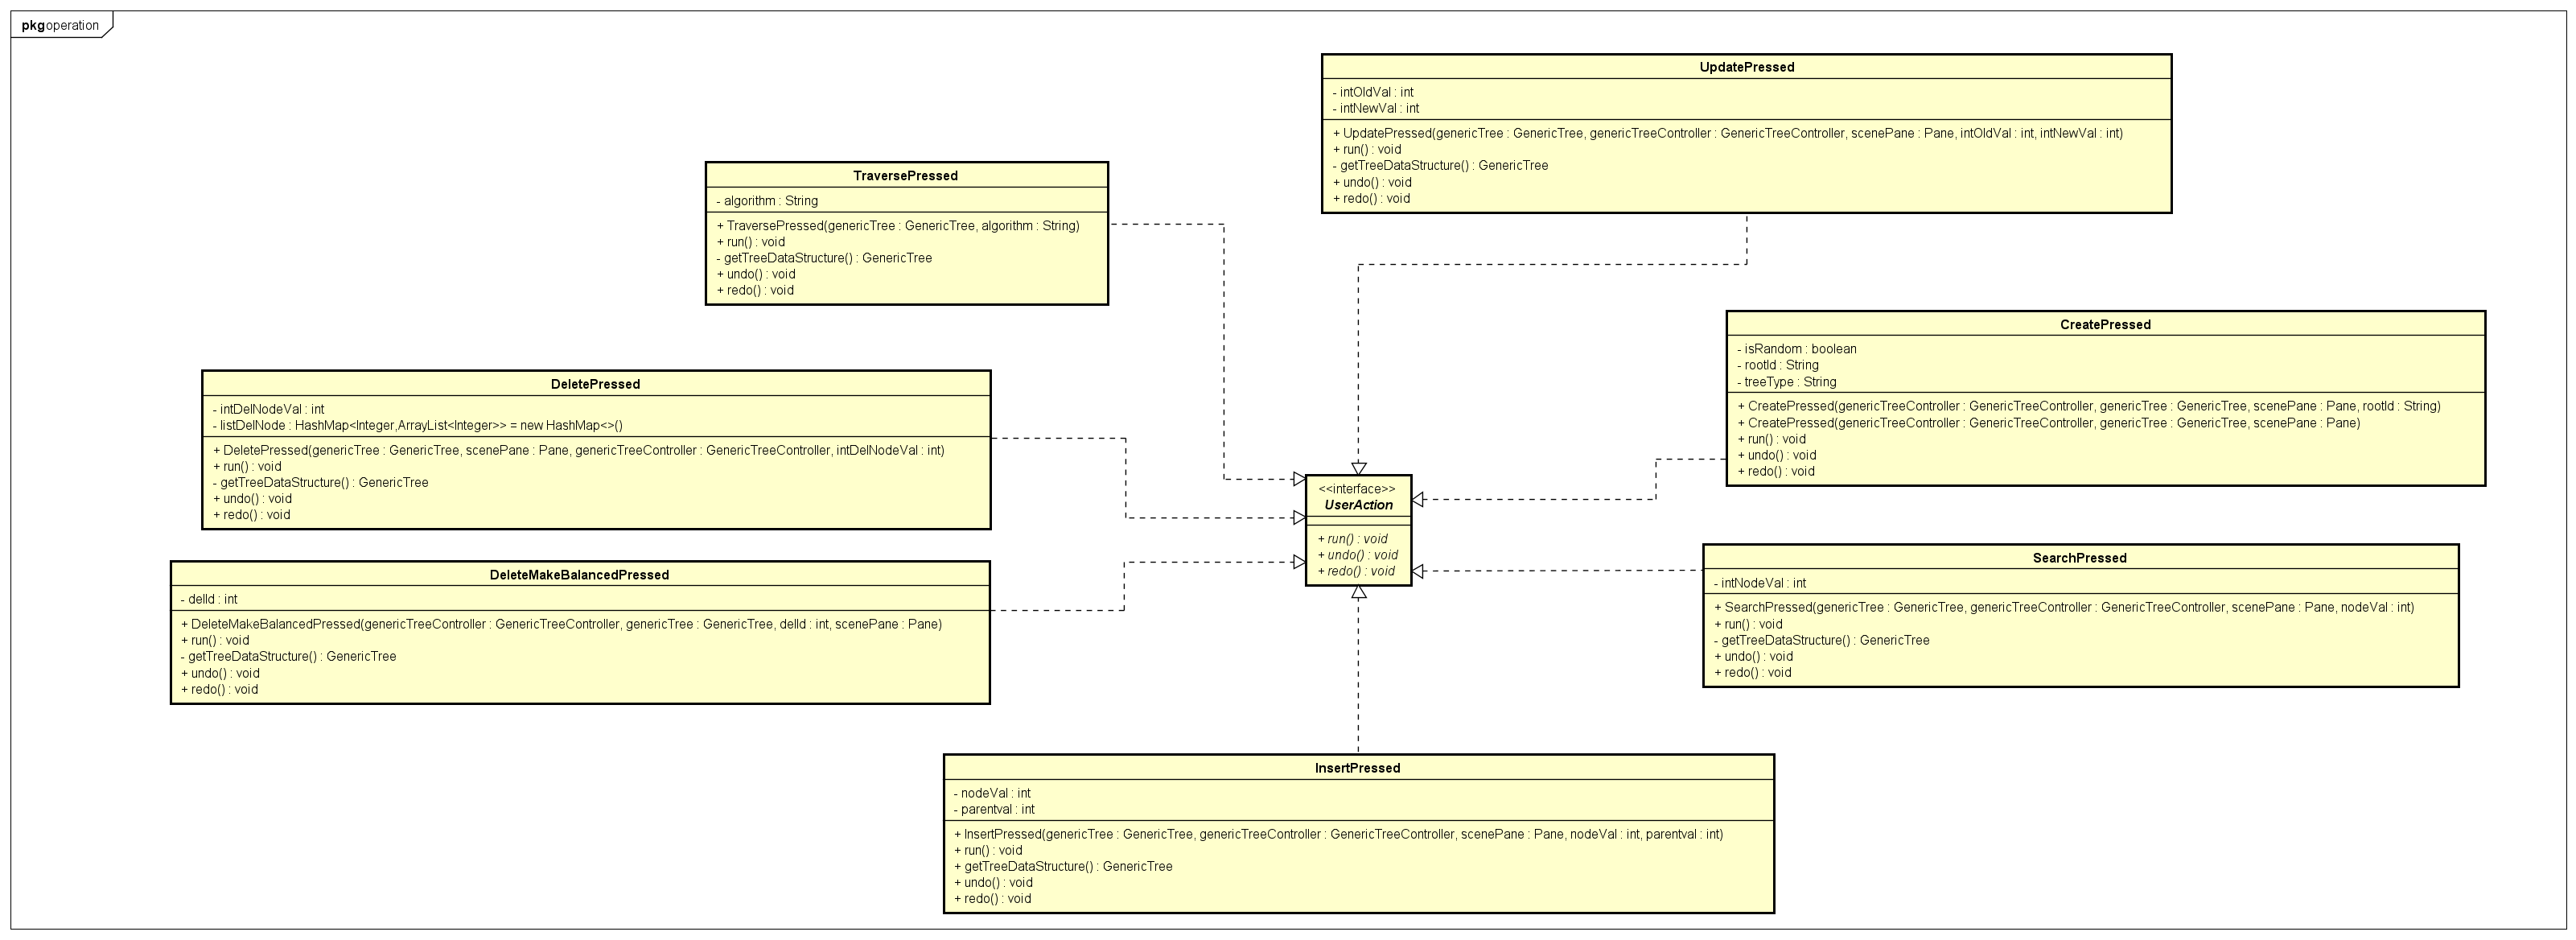 pkg operation
UpdatePressed
- intOldVal : int
- intNewVal : int
+ UpdatePressed(genericTree : GenericTree, genericTreeController : GenericTreeController, scenePane : Pane, intOldVal : int, intNewVal : int)
+ run() : void
- getTreeDataStructure() : GenericTree
+ undo() : void
+ redo() : void
TraversePressed
- algorithm : String
+ TraversePressed(genericTree : GenericTree, algorithm : String)
+ run() : void
- getTreeDataStructure() : GenericTree
+ undo() : void
+ redo() : void
CreatePressed
- isRandom : boolean
- rootId : String
- treeType : String
+ CreatePressed(genericTreeController : GenericTreeController, genericTree : GenericTree, scenePane : Pane, rootId : String)
+ CreatePressed(genericTreeController : GenericTreeController, genericTree : GenericTree, scenePane : Pane)
+ run() : void
+ undo() : void
+ redo() : void
DeletePressed
- intDelNodeVal : int
- listDelNode : HashMap<Integer,ArrayList<Integer>> = new HashMap<>()
+ DeletePressed(genericTree : GenericTree, scenePane : Pane, genericTreeController : GenericTreeController, intDelNodeVal : int)
+ run() : void
- getTreeDataStructure() : GenericTree
+ undo() : void
+ redo() : void
<<interface>>
UserAction
+ run() : void
+ undo() : void
+ redo() : void
SearchPressed
- intNodeVal : int
+ SearchPressed(genericTree : GenericTree, genericTreeController : GenericTreeController, scenePane : Pane, nodeVal : int)
+ run() : void
- getTreeDataStructure() : GenericTree
+ undo() : void
+ redo() : void
DeleteMakeBalancedPressed
- delId : int
+ DeleteMakeBalancedPressed(genericTreeController : GenericTreeController, genericTree : GenericTree, delId : int, scenePane : Pane)
+ run() : void
- getTreeDataStructure() : GenericTree
+ undo() : void
+ redo() : void
InsertPressed
- nodeVal : int
- parentval : int
+ InsertPressed(genericTree : GenericTree, genericTreeController : GenericTreeController, scenePane : Pane, nodeVal : int, parentval : int)
+ run() : void
+ getTreeDataStructure() : GenericTree
+ undo() : void
+ redo() : void